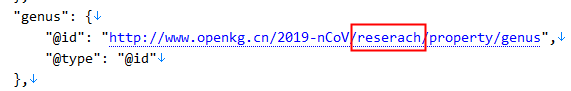 "genus": {↓
"@id": "http://www.openkg.cn/2019-nCoV/reserach/property/genus",↓
"@type": "@id"↓
},↓